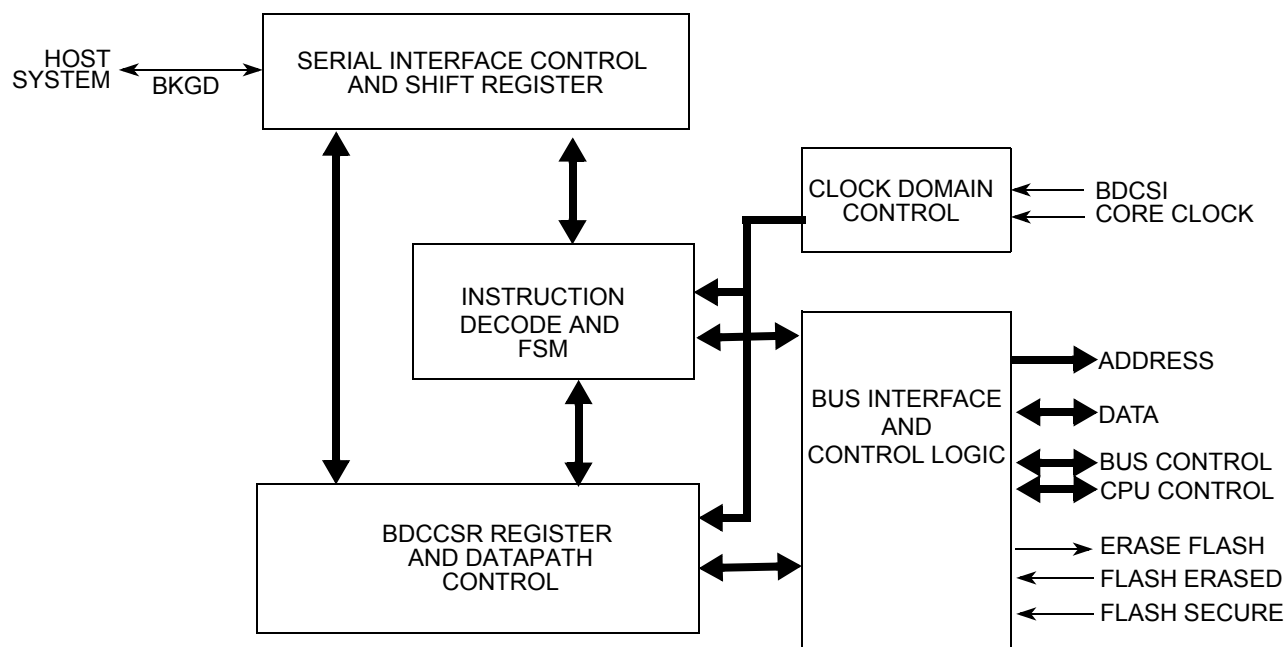 HOST
SYSTEM
BKGD
SERIAL INTERFACE CONTROL
AND SHIFT REGISTER
CLOCK DOMAIN
CONTROL
BDCSI
CORE CLOCK
INSTRUCTION
DECODE AND
FSM
BUS INTERFACE
AND
CONTROL LOGIC
ADDRESS
DATA
BUS CONTROL
CPU CONTROL
ERASE FLASH
FLASH ERASED
FLASH SECURE
BDCCSR REGISTER
AND DATAPATH
CONTROL